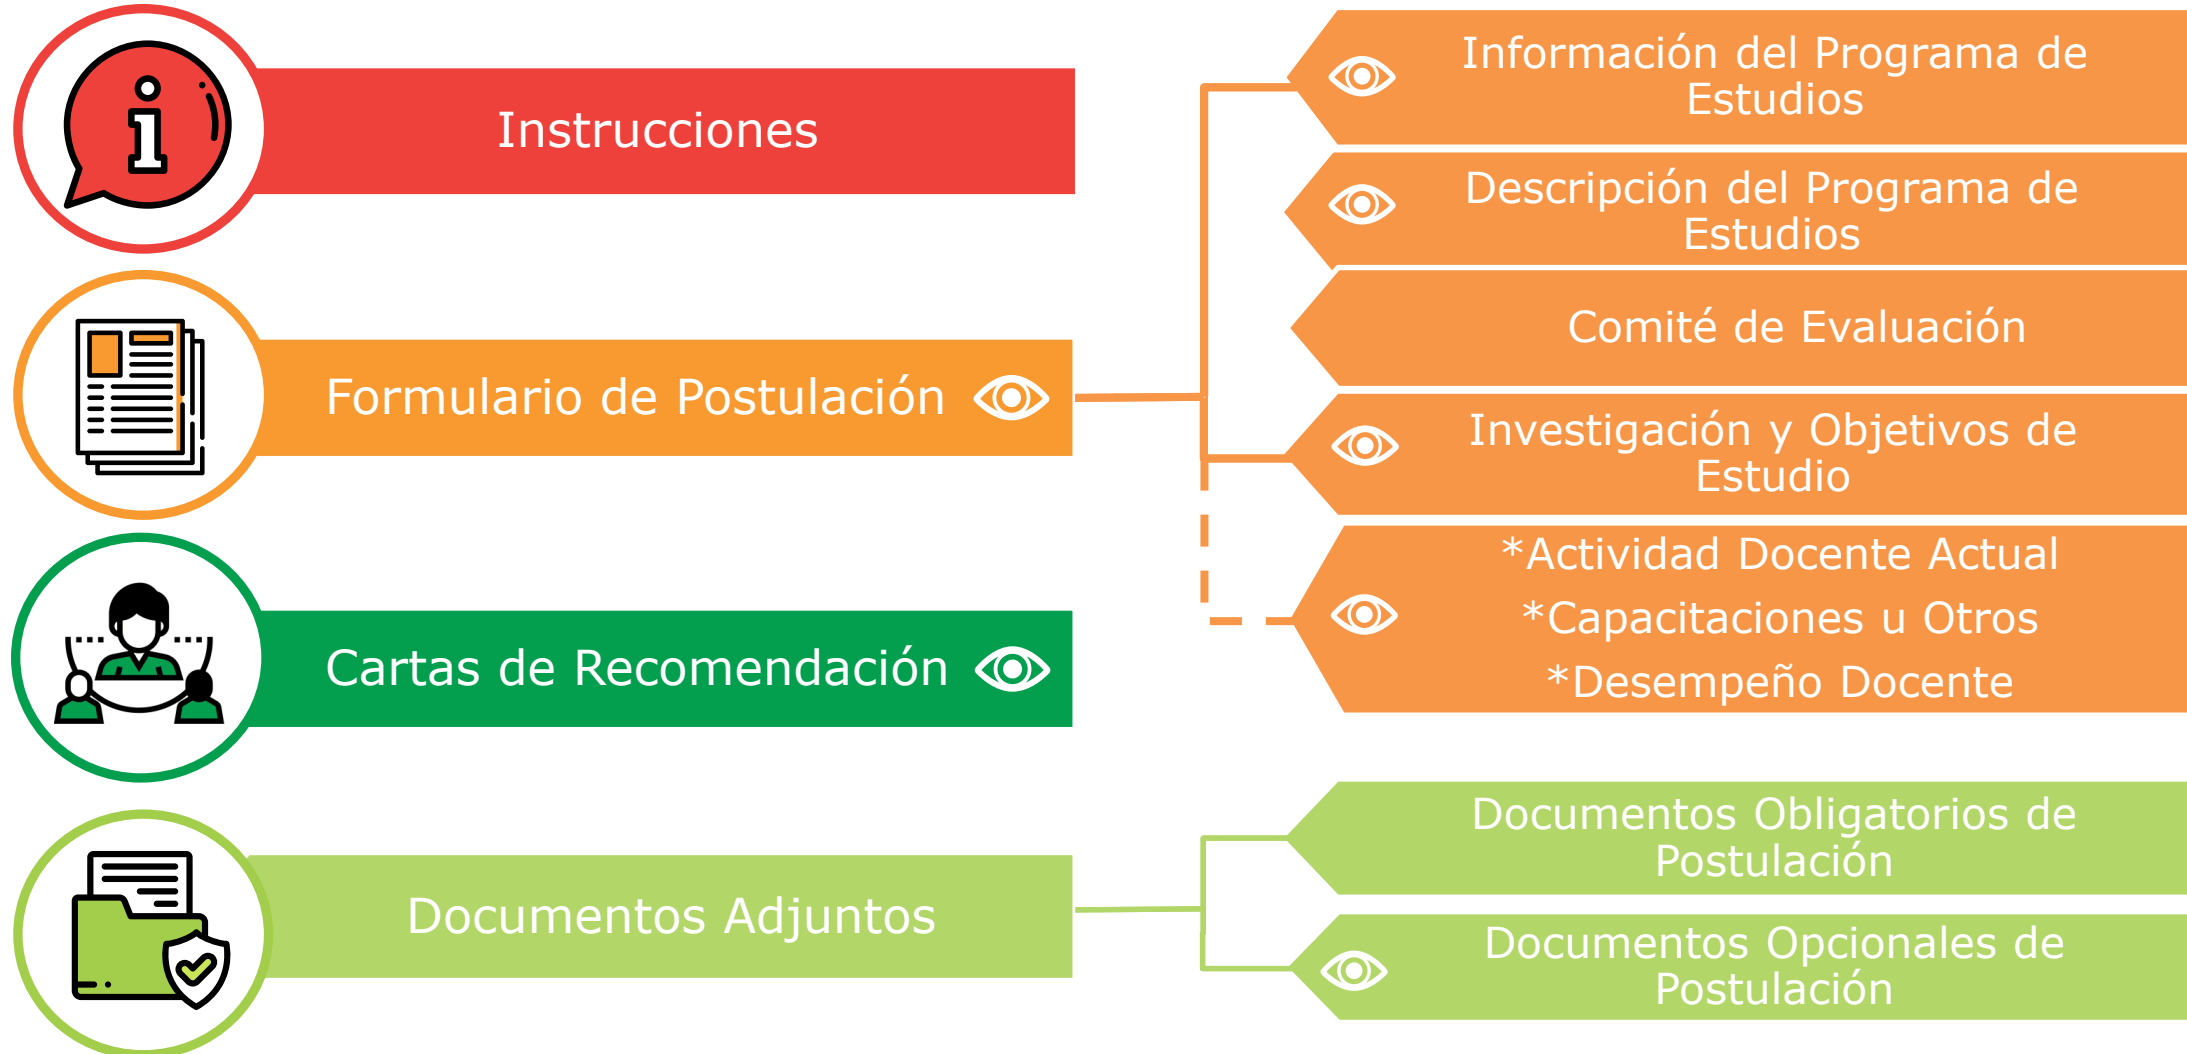 Instrucciones
Formulario de Postulación
Cartas de Recomendación
Documentos Adjuntos
Información del Programa de
Estudios
Descripción del Programa de
Estudios
Comité de Evaluación
Investigación y Objetivos de
Estudio
*Actividad Docente Actual
*Capacitaciones u Otros
*Desempeño Docente
Documentos Obligatorios de
Postulación
Documentos Opcionales de
Postulación